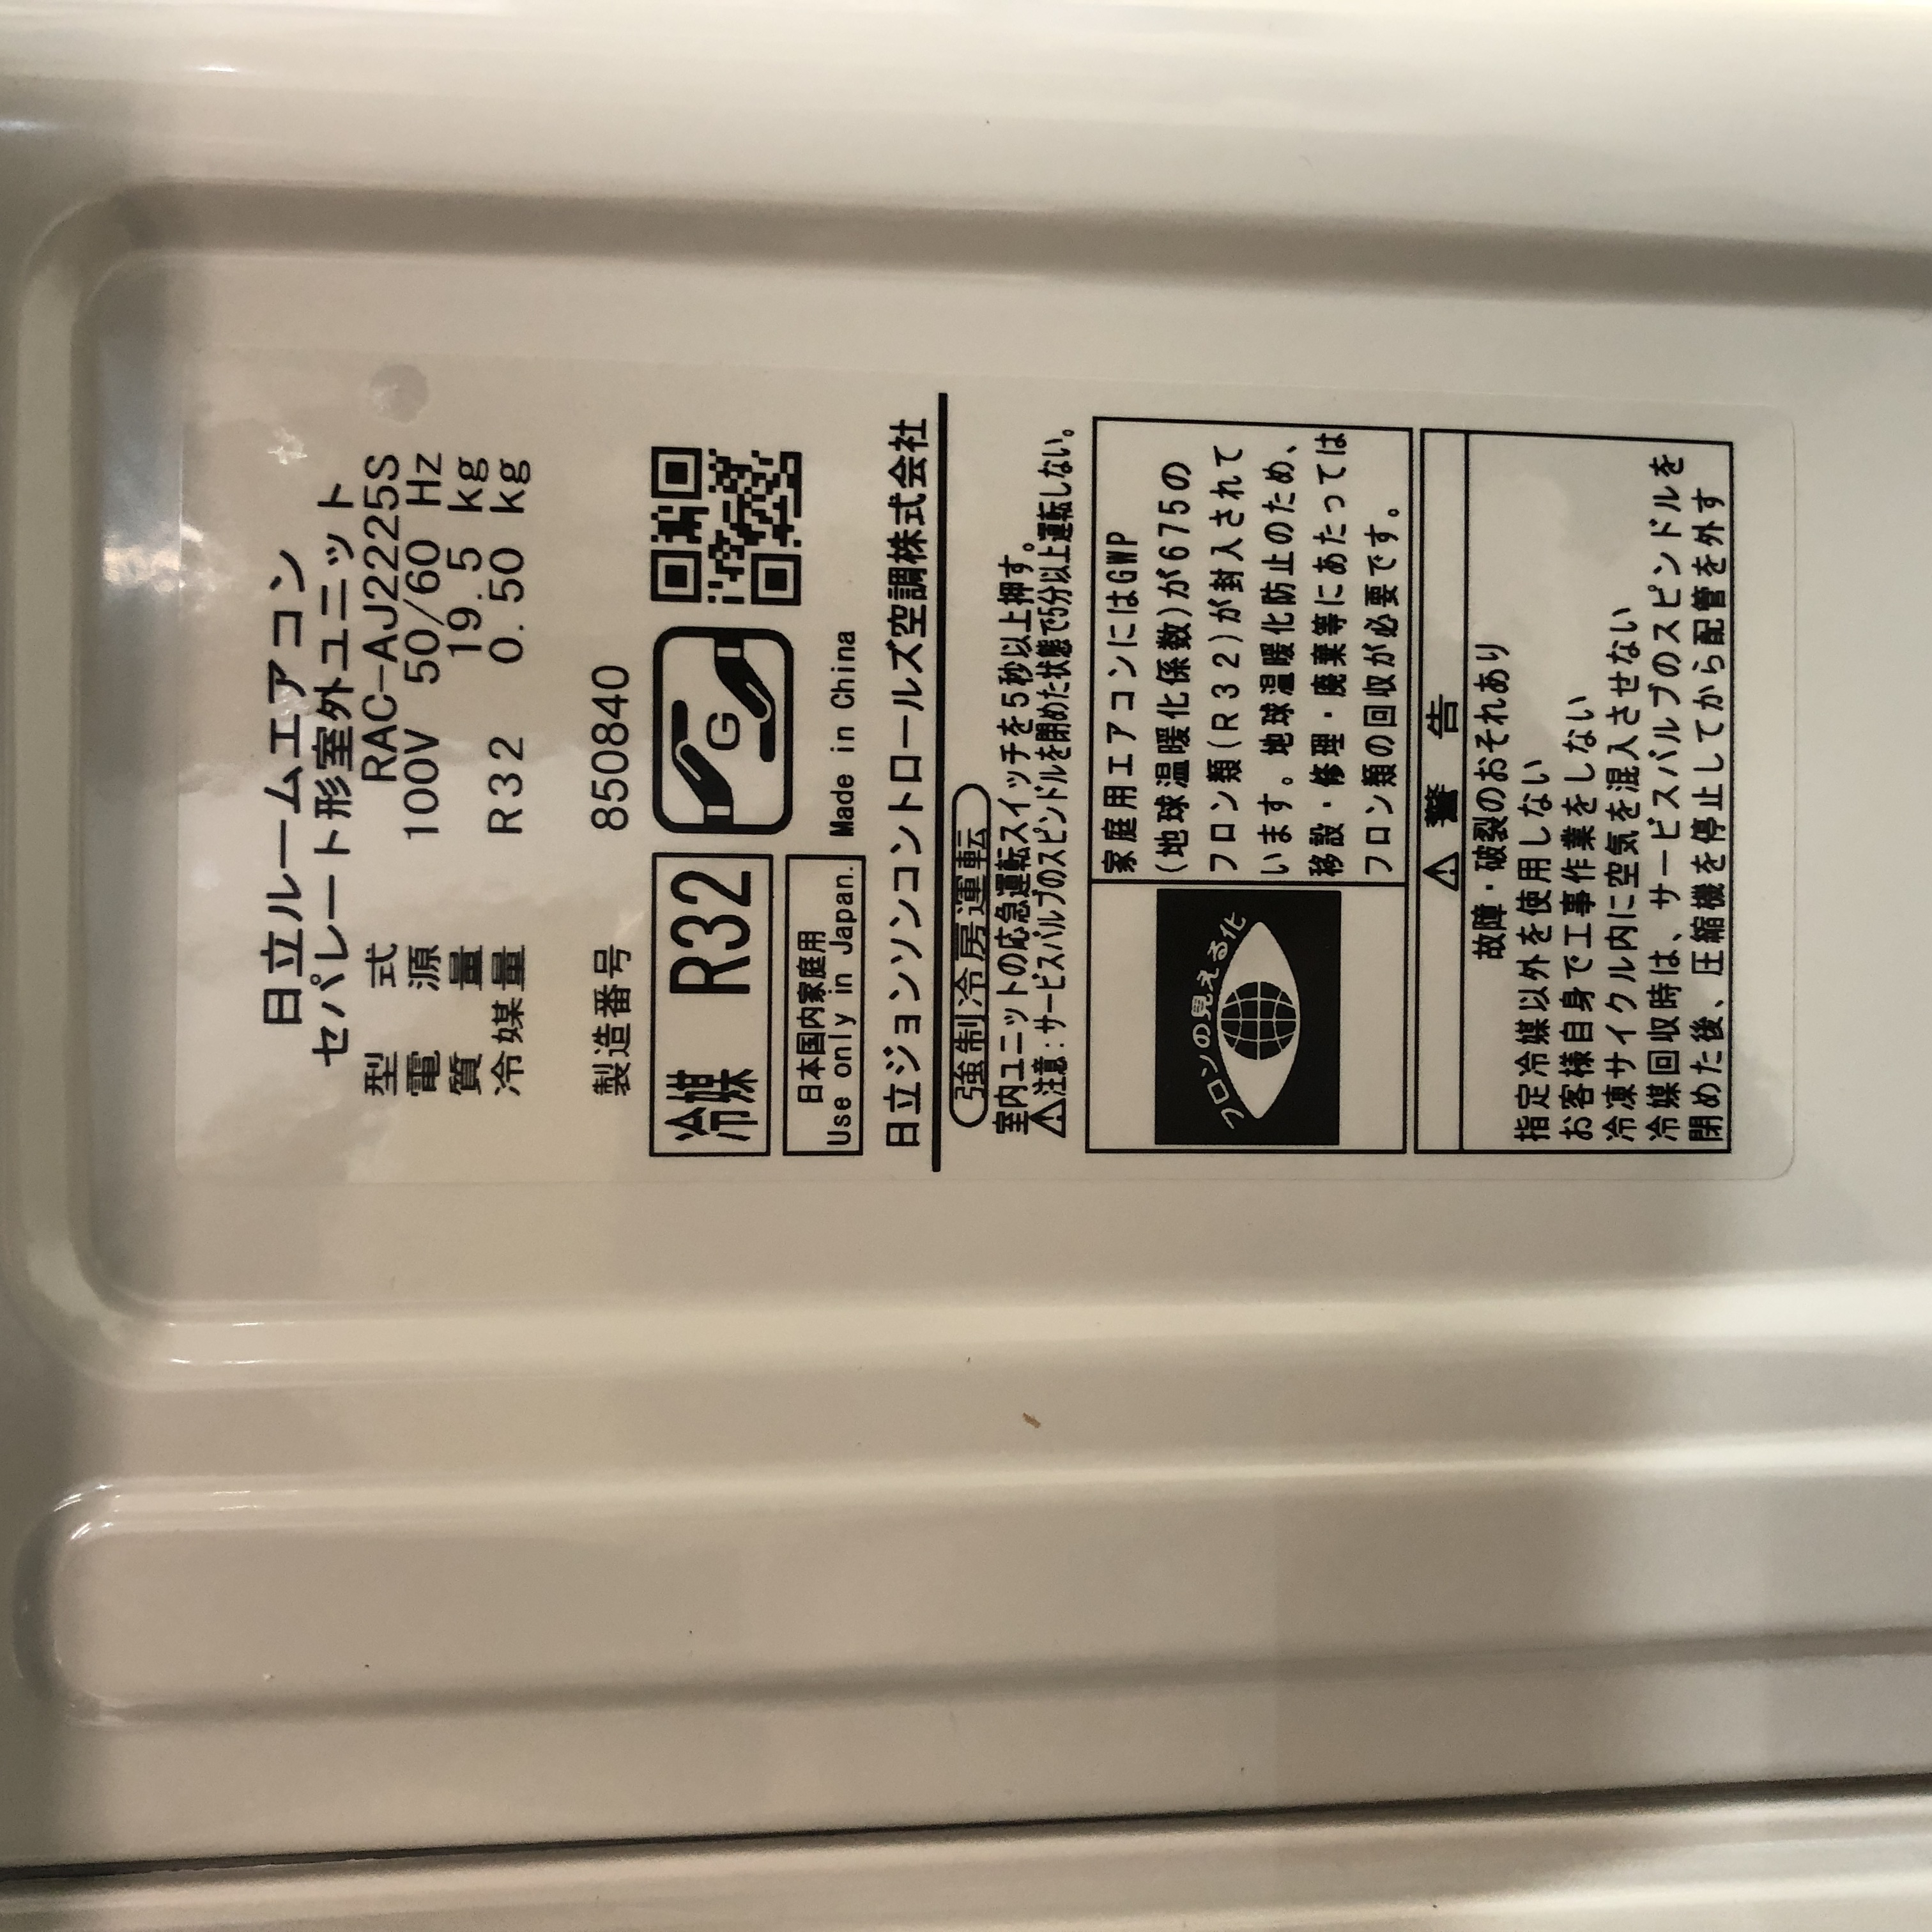 日立ルームエアコン
セパレート形室外ユニット
型式 RAC-AJ2225S
電源 100V 50/60 Hz
質量 19.5 kg
冷媒量 R32 0.50 kg
製造番号 8508840
冷媒 R32
G
日本国内家庭用
Use only in Japan.
Made in China
日立ジョンソンコントロールズ空調株式会社
強制冷房運転
室内ユニットの応急運転スイッチを5秒以上押す。
⚠注意:サービスバルブのスピンドルを閉めた状態で5分以上運転しない。
フロンの見える化
家庭用エアコンにはGWP
(地球温暖化係数)が675の
フロン類(R32)が封入されて
います。地球温暖化防止のため、
移設・修理・廃棄等にあたっては
フロン類の回収が必要です。
⚠ 警 告
故障・破裂のおそれあり
指定冷媒以外を使用しない
お客様自身で工事作業をしない
冷凍サイクル内に空気を混入させない
冷媒回収時は、サービスバルブのスピンドルを
閉めた後、圧縮機を停止してから配管を外す